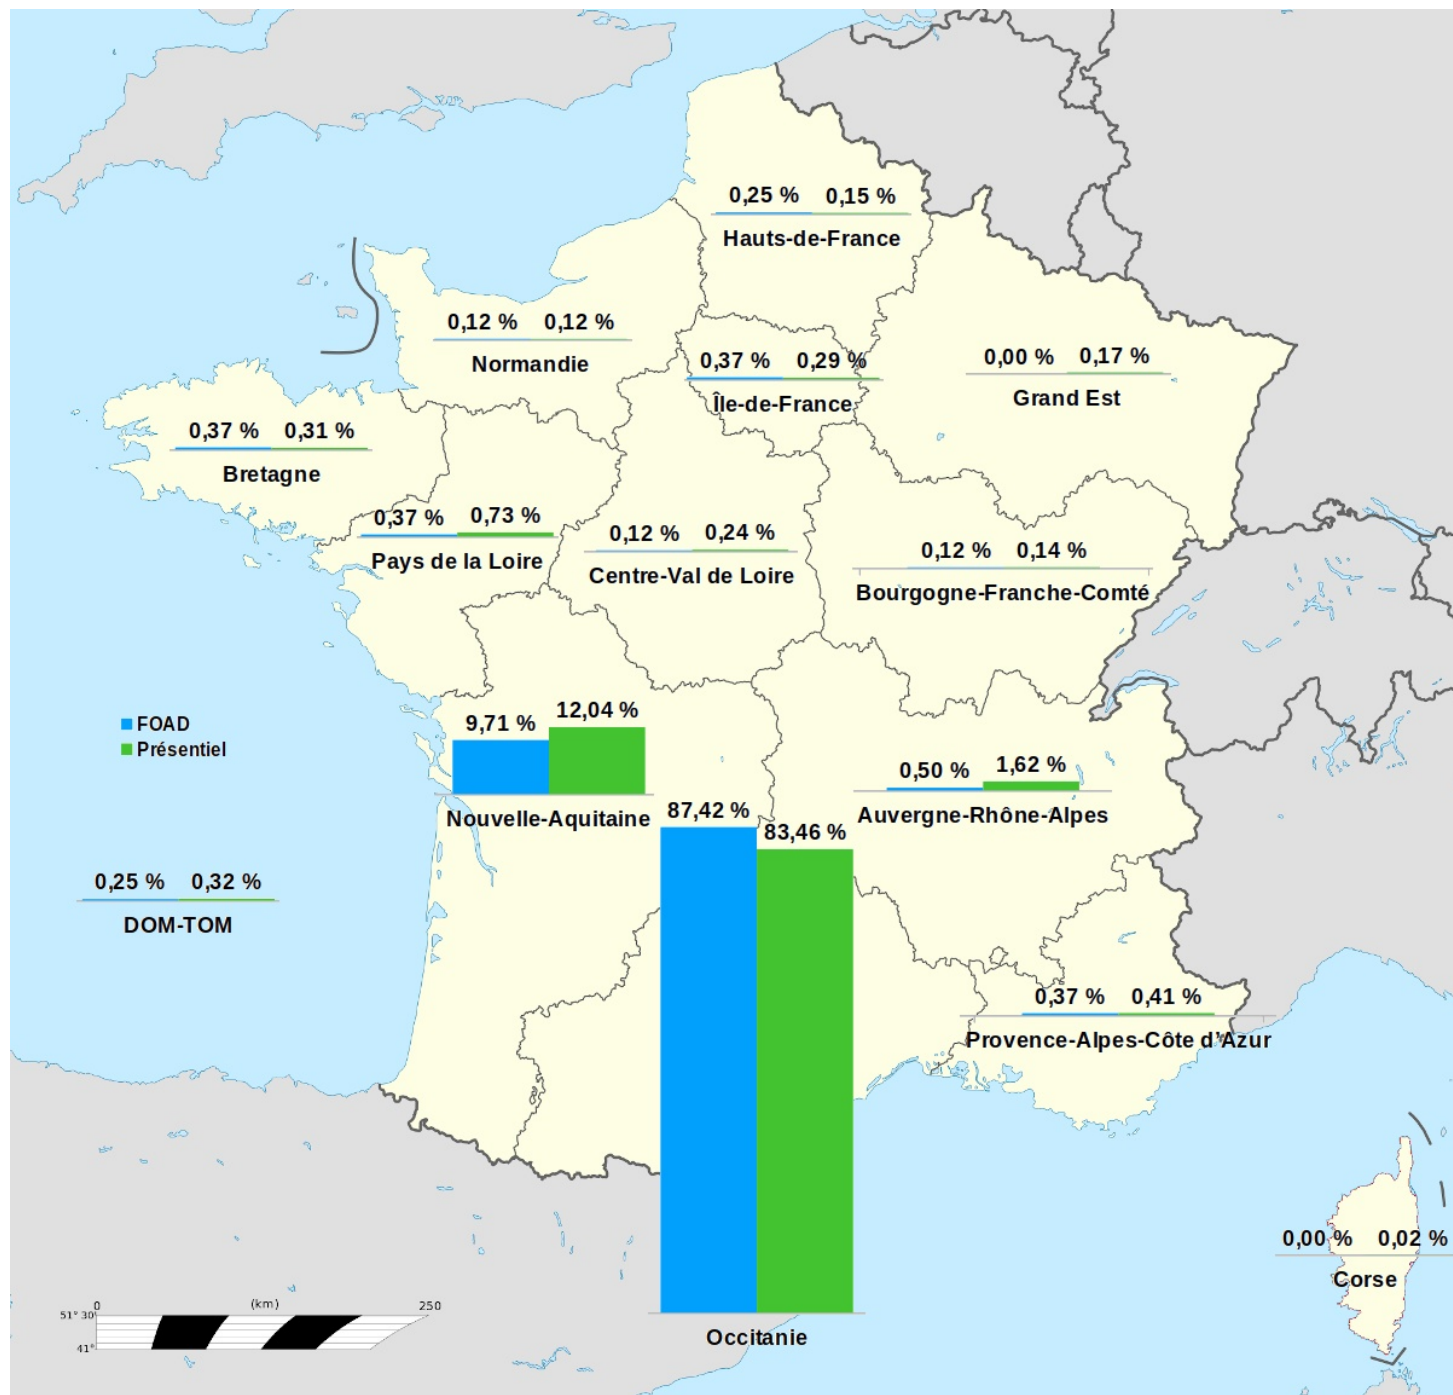 0,25 % 0,15 %
Hauts-de-France
0,12 % 0,12 %
Normandie
0,37 % 0,29 %
Île-de-France
0,00 % 0,17 %
Grand Est
0,37 % 0,31 %
Bretagne
0,37 % 0,73 %
Pays de la Loire
0,12 % 0,24 %
Centre-Val de Loire
0,12 % 0,14 %
Bourgogne-Franche-Comté
FOAD
Présentiel
9,71 % 12,04 %
Nouvelle-Aquitaine
0,50 % 1,62 %
Auvergne-Rhône-Alpes
87,42 % 83,46 %
Occitanie
0,25 % 0,32 %
DOM-TOM
0,37 % 0,41 %
Provence-Alpes-Côte d'Azur
0,00 % 0,02 %
Corse
0 (km) 250
51° 30'
41°